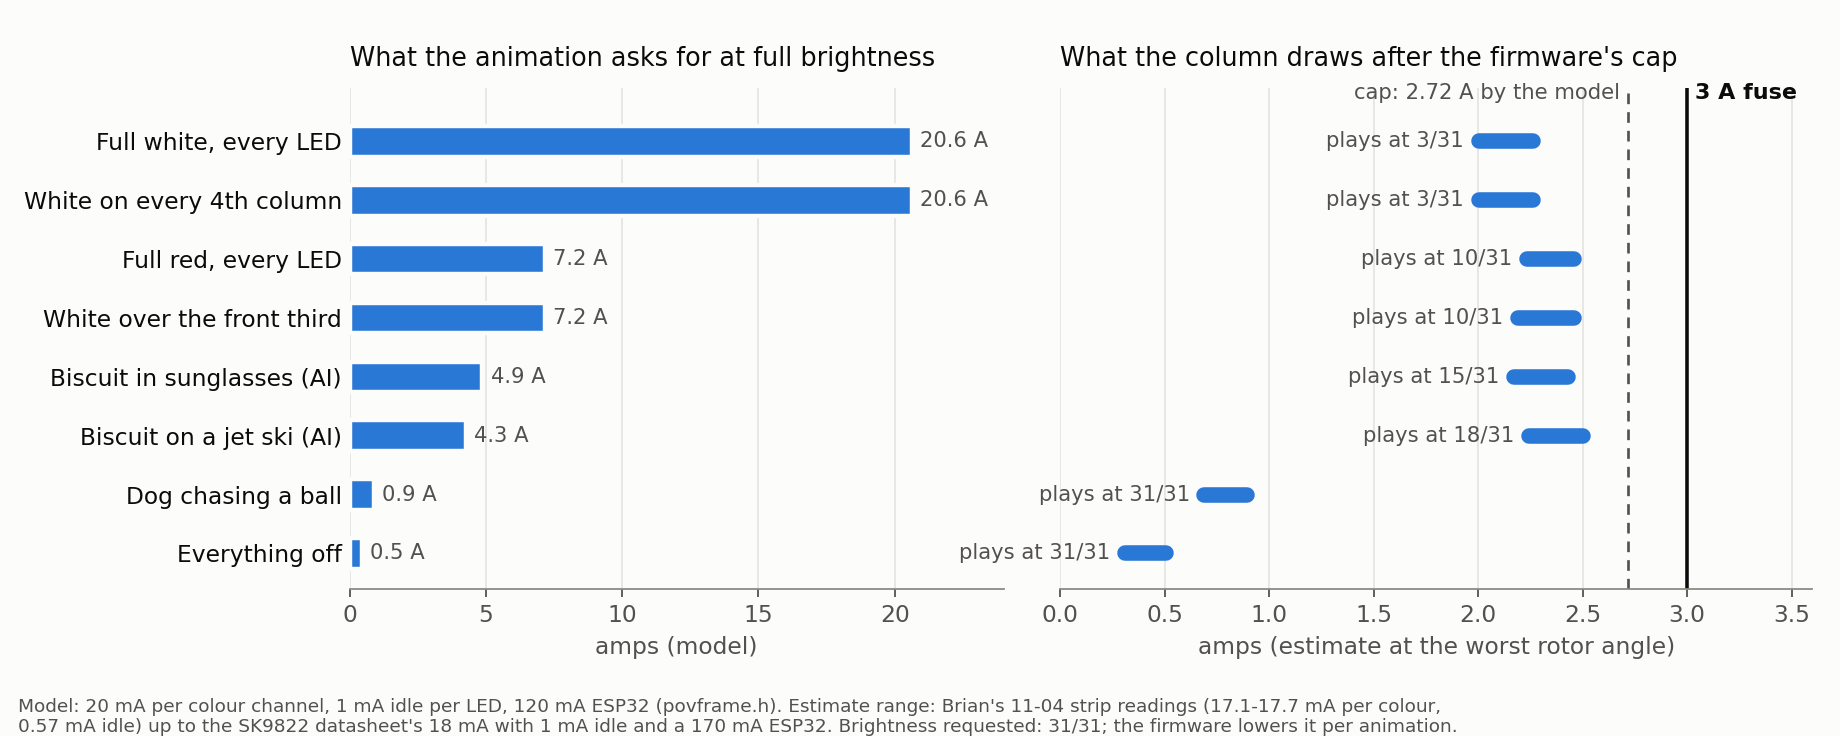 What the animation asks for at full brightness
Full white, every LED 20.6 A
White on every 4th column 20.6 A
Full red, every LED 7.2 A
White over the front third 7.2 A
Biscuit in sunglasses (AI) 4.9 A
Biscuit on a jet ski (AI) 4.3 A
Dog chasing a ball 0.9 A
Everything off 0.5 A
0 5 10 15 20
amps (model)
What the column draws after the firmware's cap
cap: 2.72 A by the model
3 A fuse
plays at 3/31
plays at 3/31
plays at 10/31
plays at 10/31
plays at 15/31
plays at 18/31
plays at 31/31
plays at 31/31
0.0 0.5 1.0 1.5 2.0 2.5 3.0 3.5
amps (estimate at the worst rotor angle)
Model: 20 mA per colour channel, 1 mA idle per LED, 120 mA ESP32 (povframe.h). Estimate range: Brian's 11-04 strip readings (17.1-17.7 mA per colour,
0.57 mA idle) up to the SK9822 datasheet's 18 mA with 1 mA idle and a 170 mA ESP32. Brightness requested: 31/31; the firmware lowers it per animation.